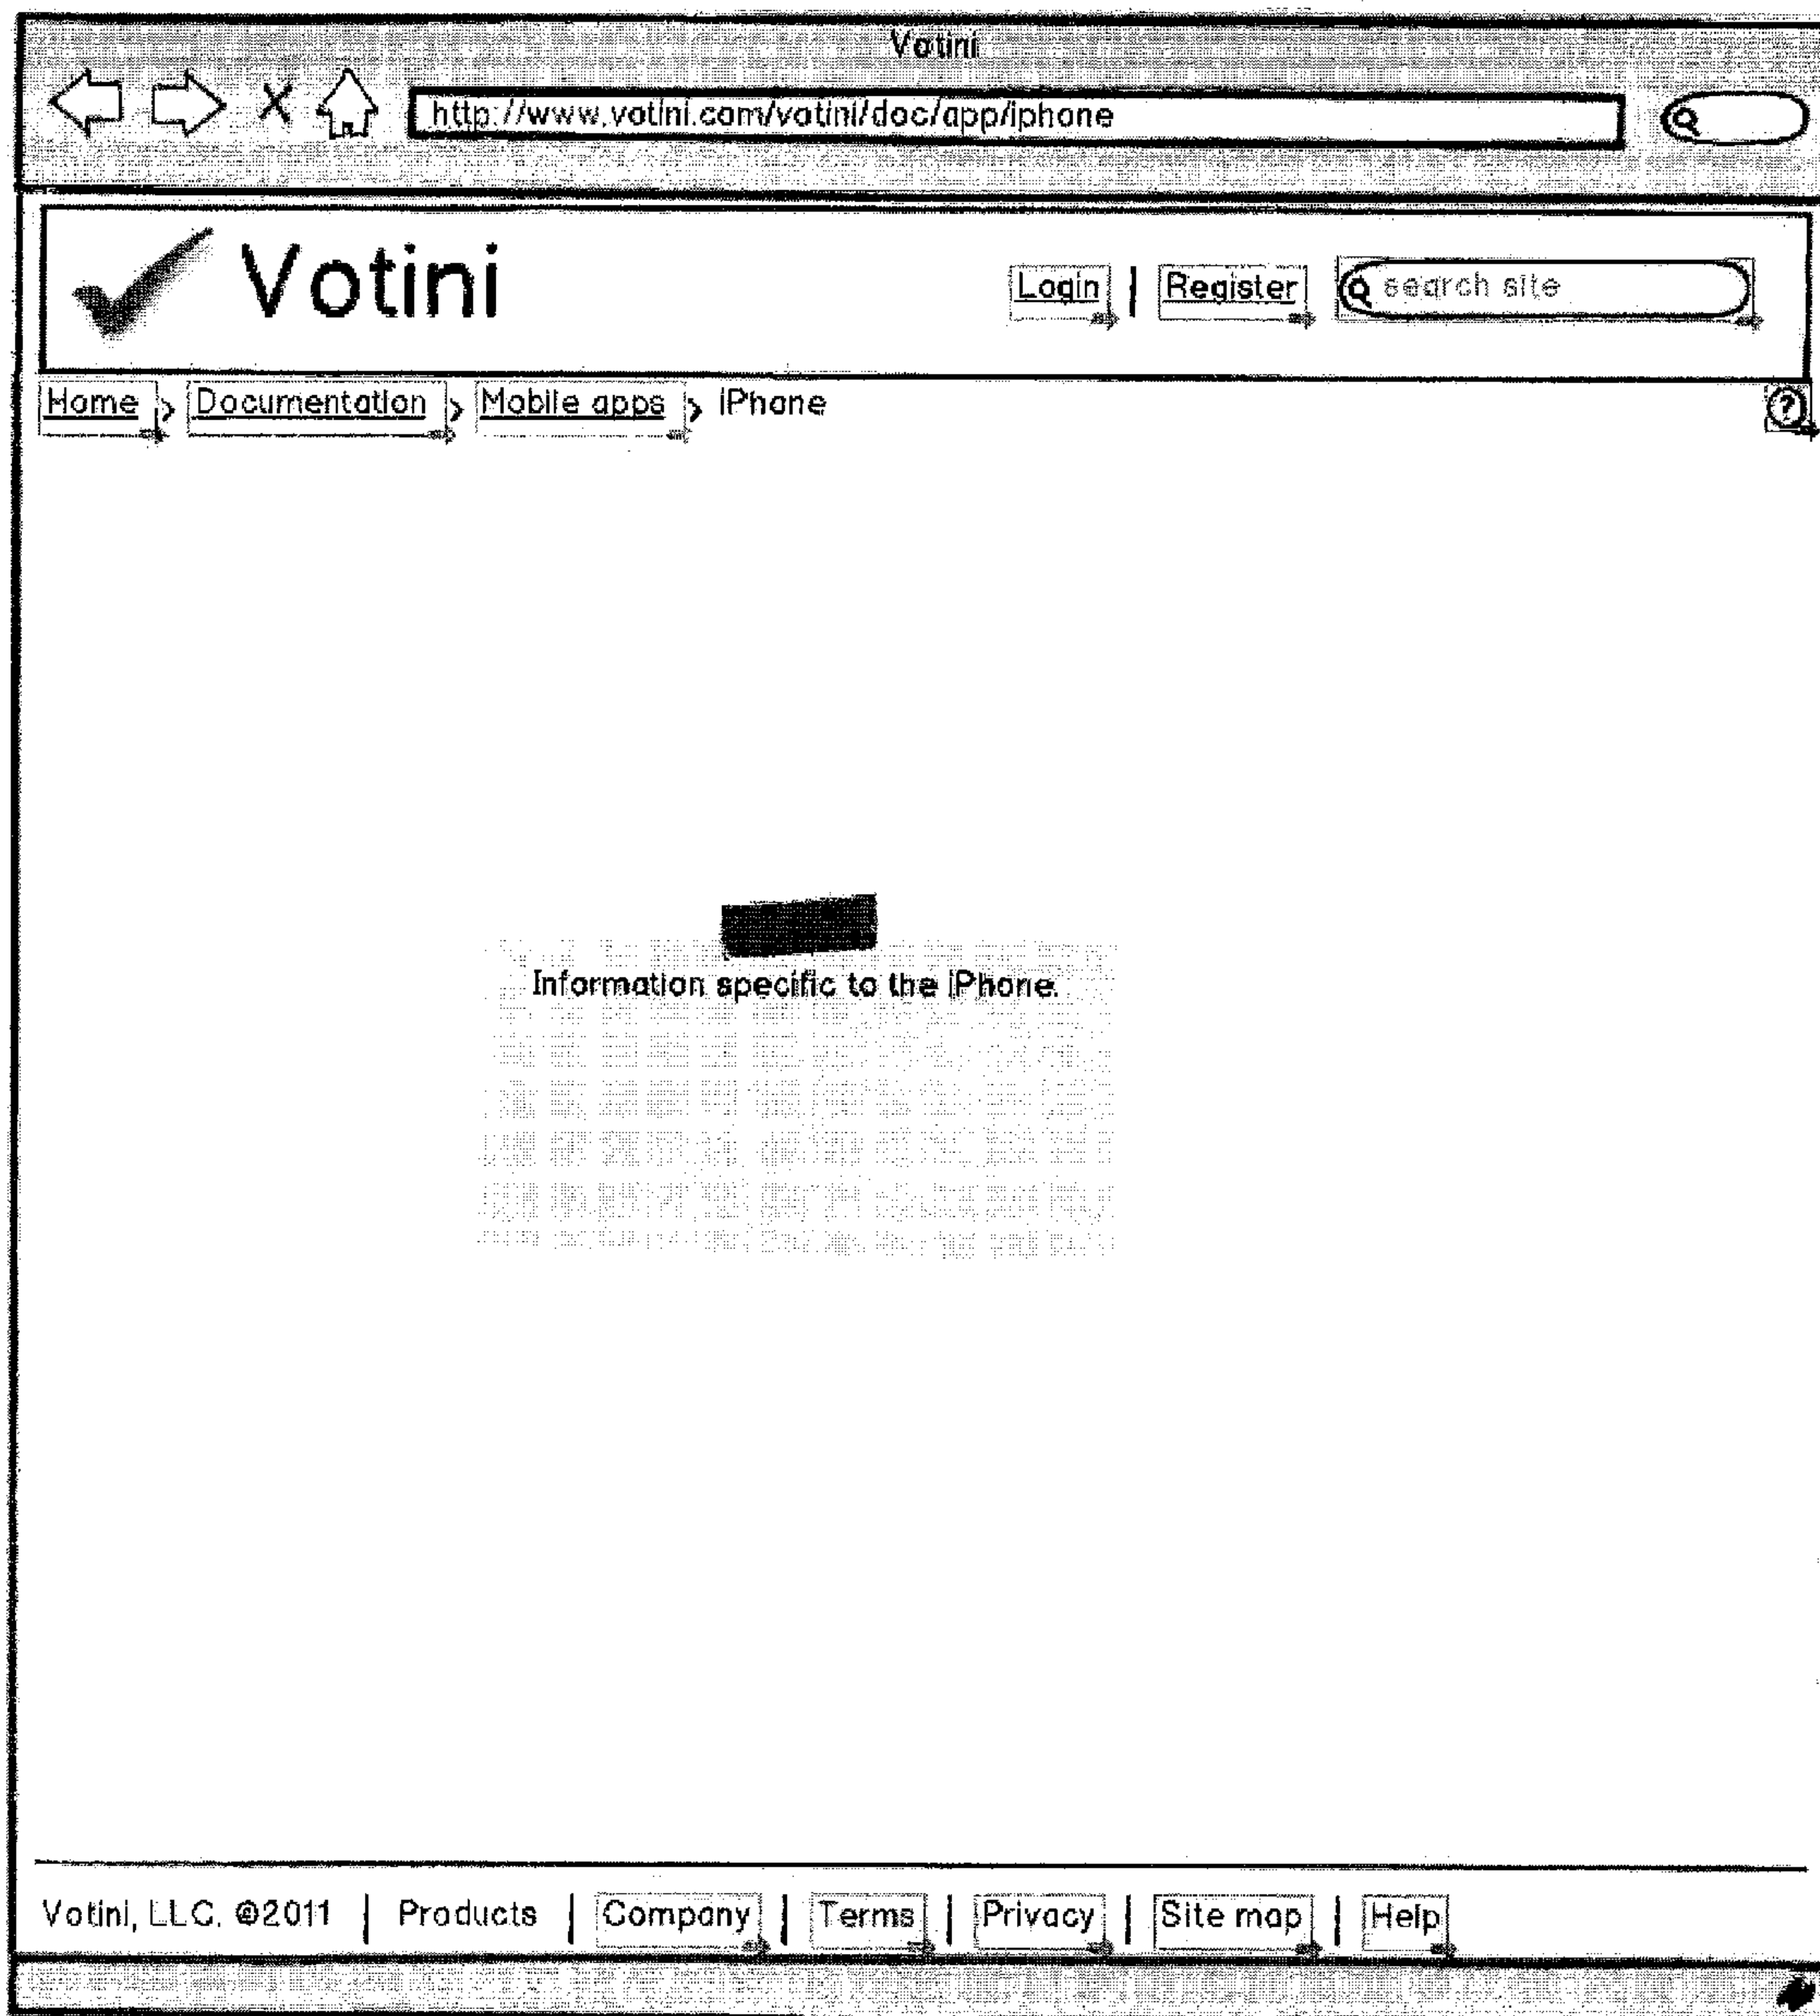 Votini
http://www.votini.com/votini/doc/app/iphone
Votini
Login | Register search site
Home > Documentation > Mobile apps > iPhone ?
Information specific to the iPhone.
Votini, LLC. ©2011 | Products | Company | Terms | Privacy | Site map | Help